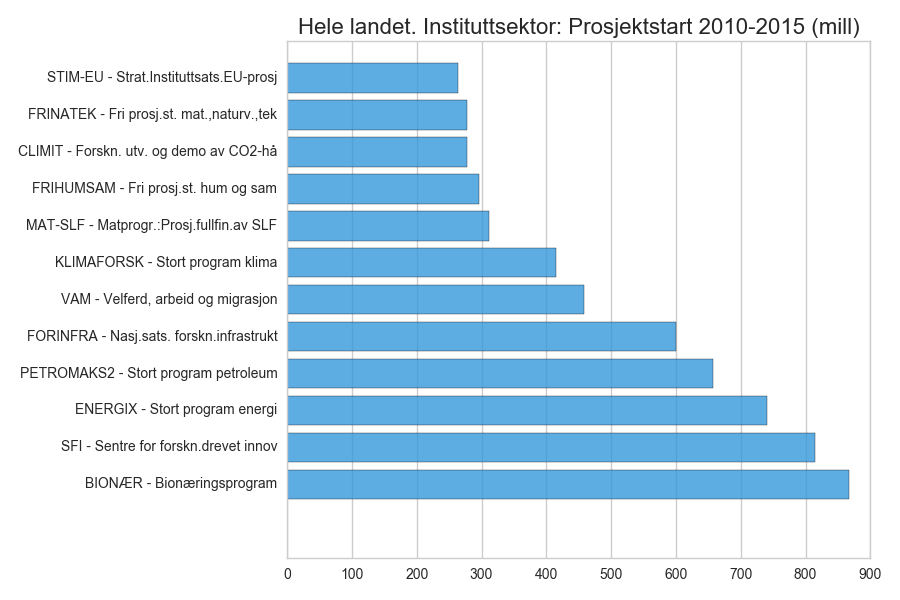 Hele landet. Instituttsektor: Prosjektstart 2010-2015 (mill)
STIM-EU - Strat.Instituttsats.EU-prosj
FRINATEK - Fri prosj.st. mat.,naturv.,tek
CLIMIT - Forskn. utv. og demo av CO2-hå
FRIHUMSAM - Fri prosj.st. hum og sam
MAT-SLF - Matprogr.:Prosj.fullfin.av SLF
KLIMAFORSK - Stort program klima
VAM - Velferd, arbeid og migrasjon
FORINFRA - Nasj.sats. forskn.infrastrukt
PETROMAKS2 - Stort program petroleum
ENERGIX - Stort program energi
SFI - Sentre for forskn.drevet innov
BIONÆR - Bionæringsprogram
0 100 200 300 400 500 600 700 800 900